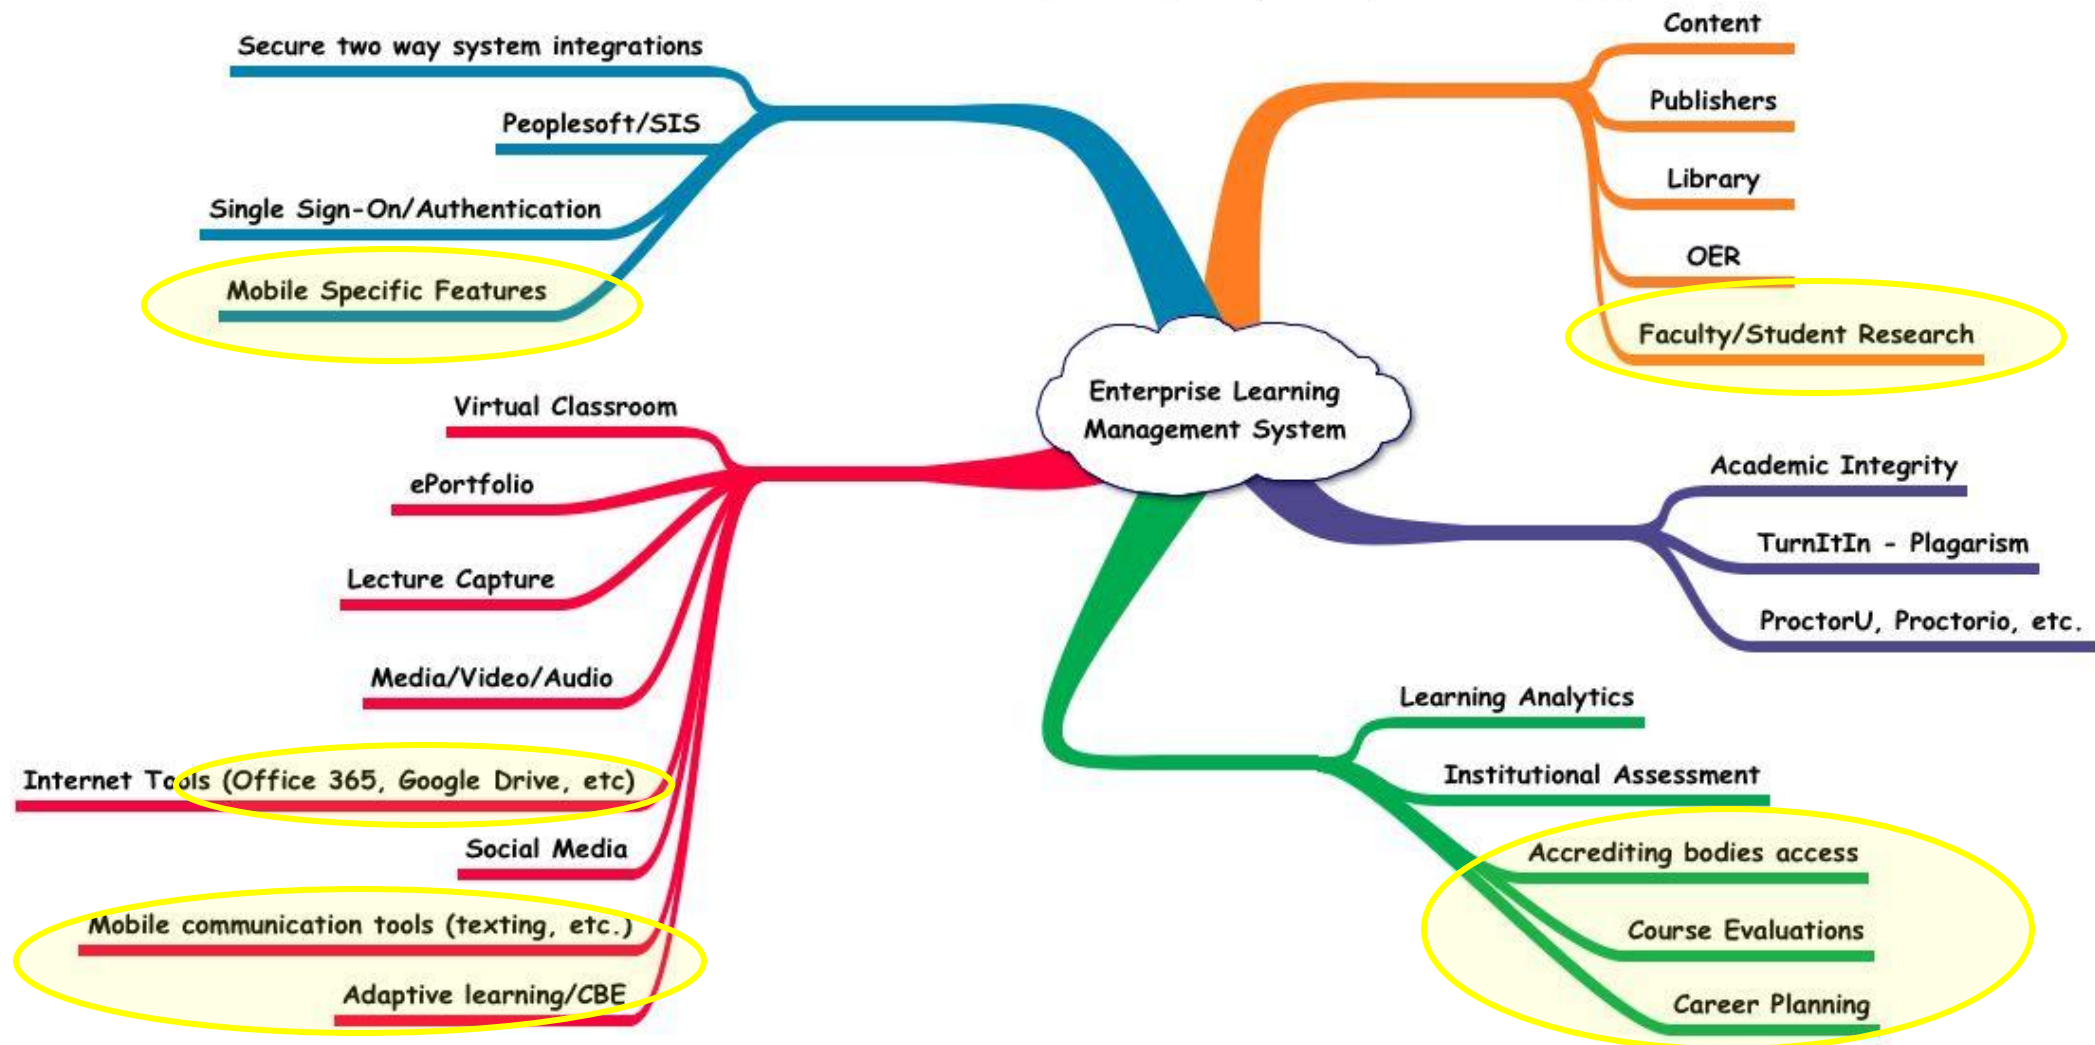 Secure two way system integrations
Peoplesoft/SIS
Single Sign-On/Authentication
Mobile Specific Features
Content
Publishers
Library
OER
Faculty/Student Research
Enterprise Learning
Management System
Virtual Classroom
ePortfolio
Lecture Capture
Media/Video/Audio
Internet Tools (Office 365, Google Drive, etc)
Social Media
Mobile communication tools (texting, etc.)
Adaptive learning/CBE
Academic Integrity
TurnItIn - Plagarism
ProctorU, Proctorio, etc.
Learning Analytics
Institutional Assessment
Accrediting bodies access
Course Evaluations
Career Planning